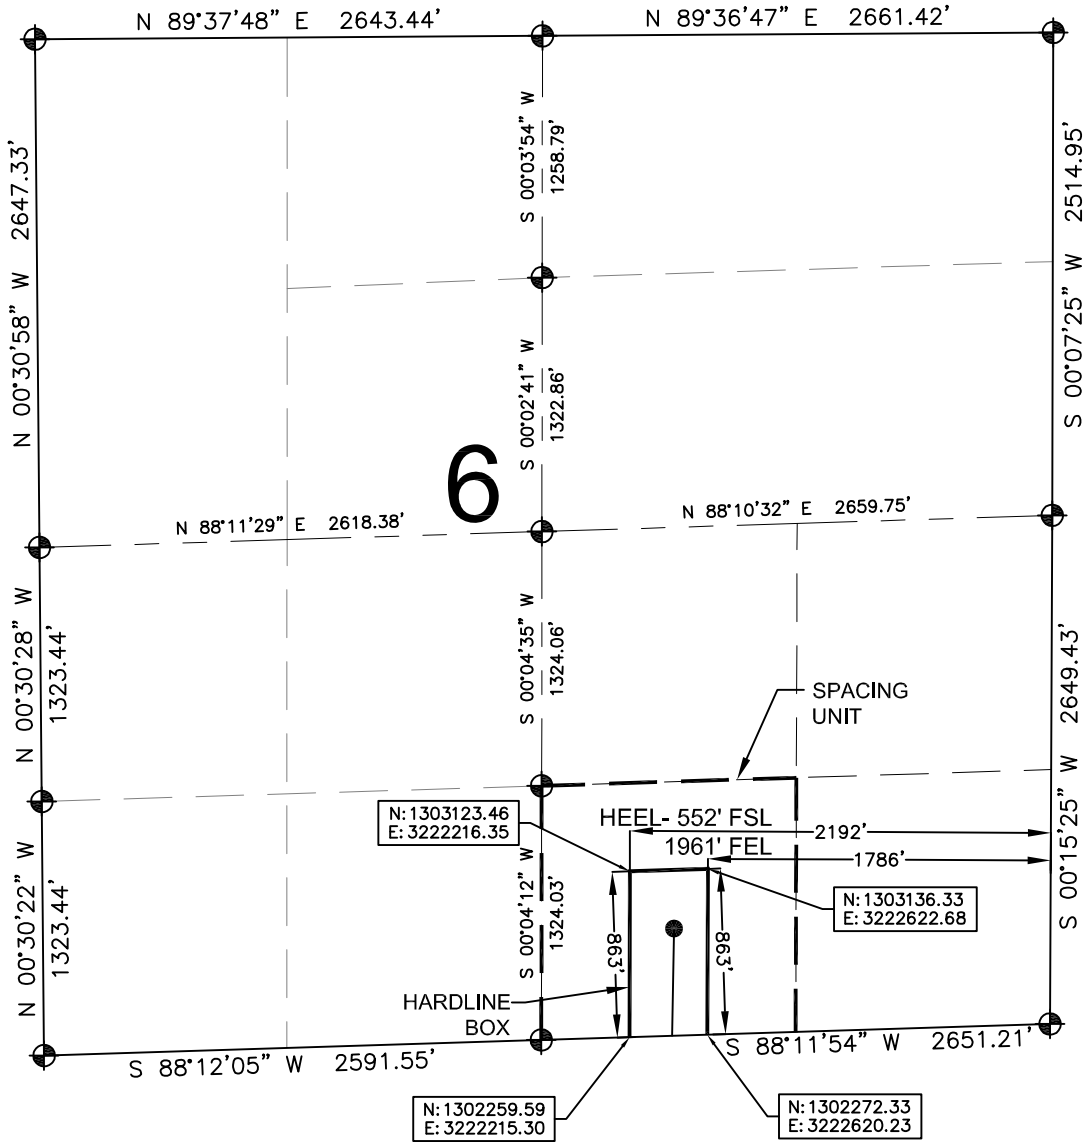 N 89°37'48" E 2643.44'
N 89°36'47" E 2661.42'
N 00°30'58" W 2647.33'
S 00°03'54" W
1258.79'
S 00°07'25" W 2514.95'
S 00°02'41" W
1322.86'
6
N 88°11'29" E 2618.38'
N 88°10'32" E 2659.75'
N 00°30'28" W
1323.44'
S 00°04'35" W
1324.06'
S 00°15'25" W 2649.43'
SPACING
UNIT
N: 1303123.46
E: 3222216.35
HEEL- 552' FSL
1961' FEL
2192'
1786'
N: 1303136.33
E: 3222622.68
N 00°30'22" W
1323.44'
S 00°04'12" W
1324.03'
863'
863'
HARDLINE
BOX
S 88°12'05" W 2591.55'
S 88°11'54" W 2651.21'
N: 1302259.59
E: 3222215.30
N: 1302272.33
E: 3222620.23